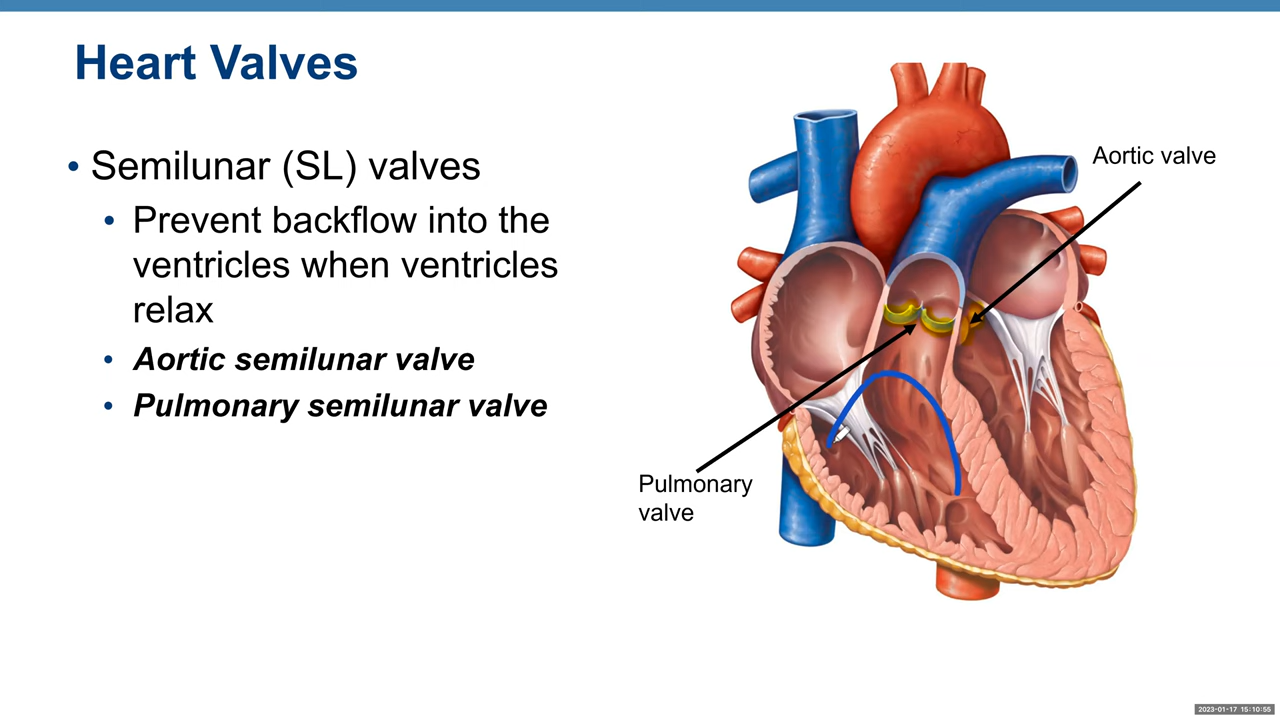 Heart Valves
• Semilunar (SL) valves
• Prevent backflow into the
ventricles when ventricles
relax
• Aortic semilunar valve
• Pulmonary semilunar valve
Aortic valve
Pulmonary
valve
2023-01-17 15:10:55